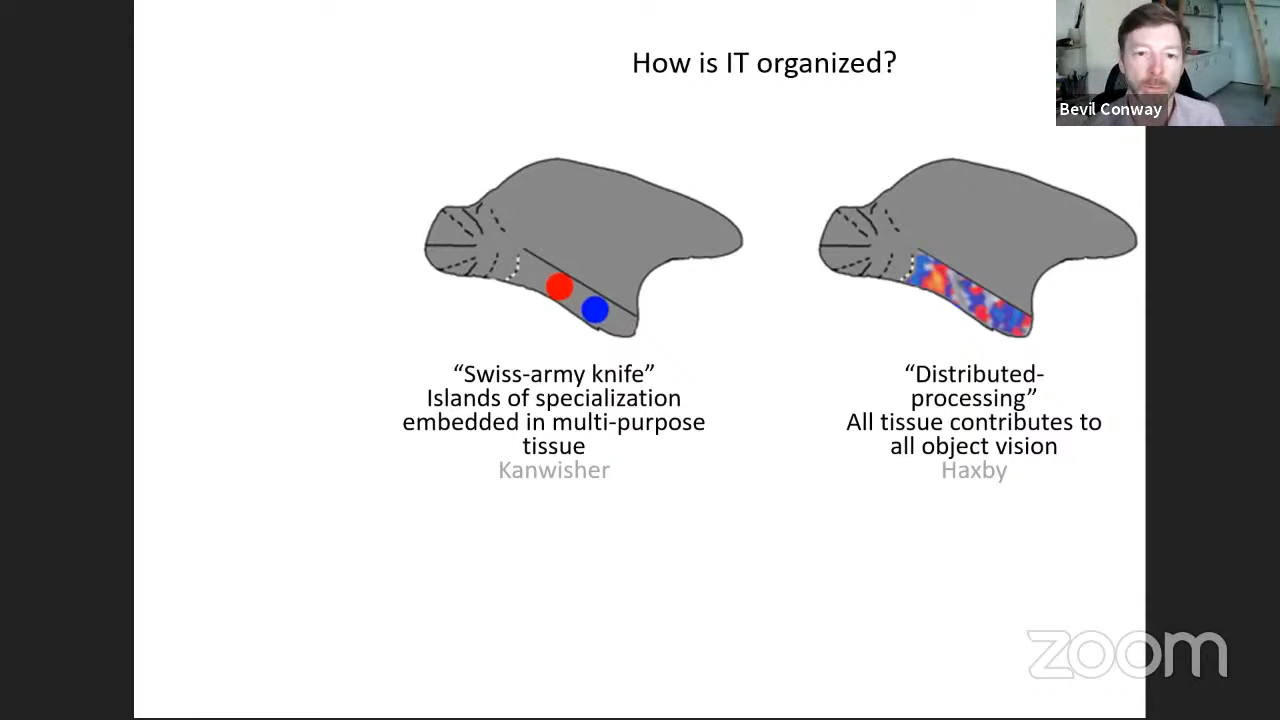 How is IT organized?
Bevil Conway
“Swiss-army knife”
Islands of specialization
embedded in multi-purpose
tissue
Kanwisher
“Distributed-
processing”
All tissue contributes to
all object vision
Haxby
zoom